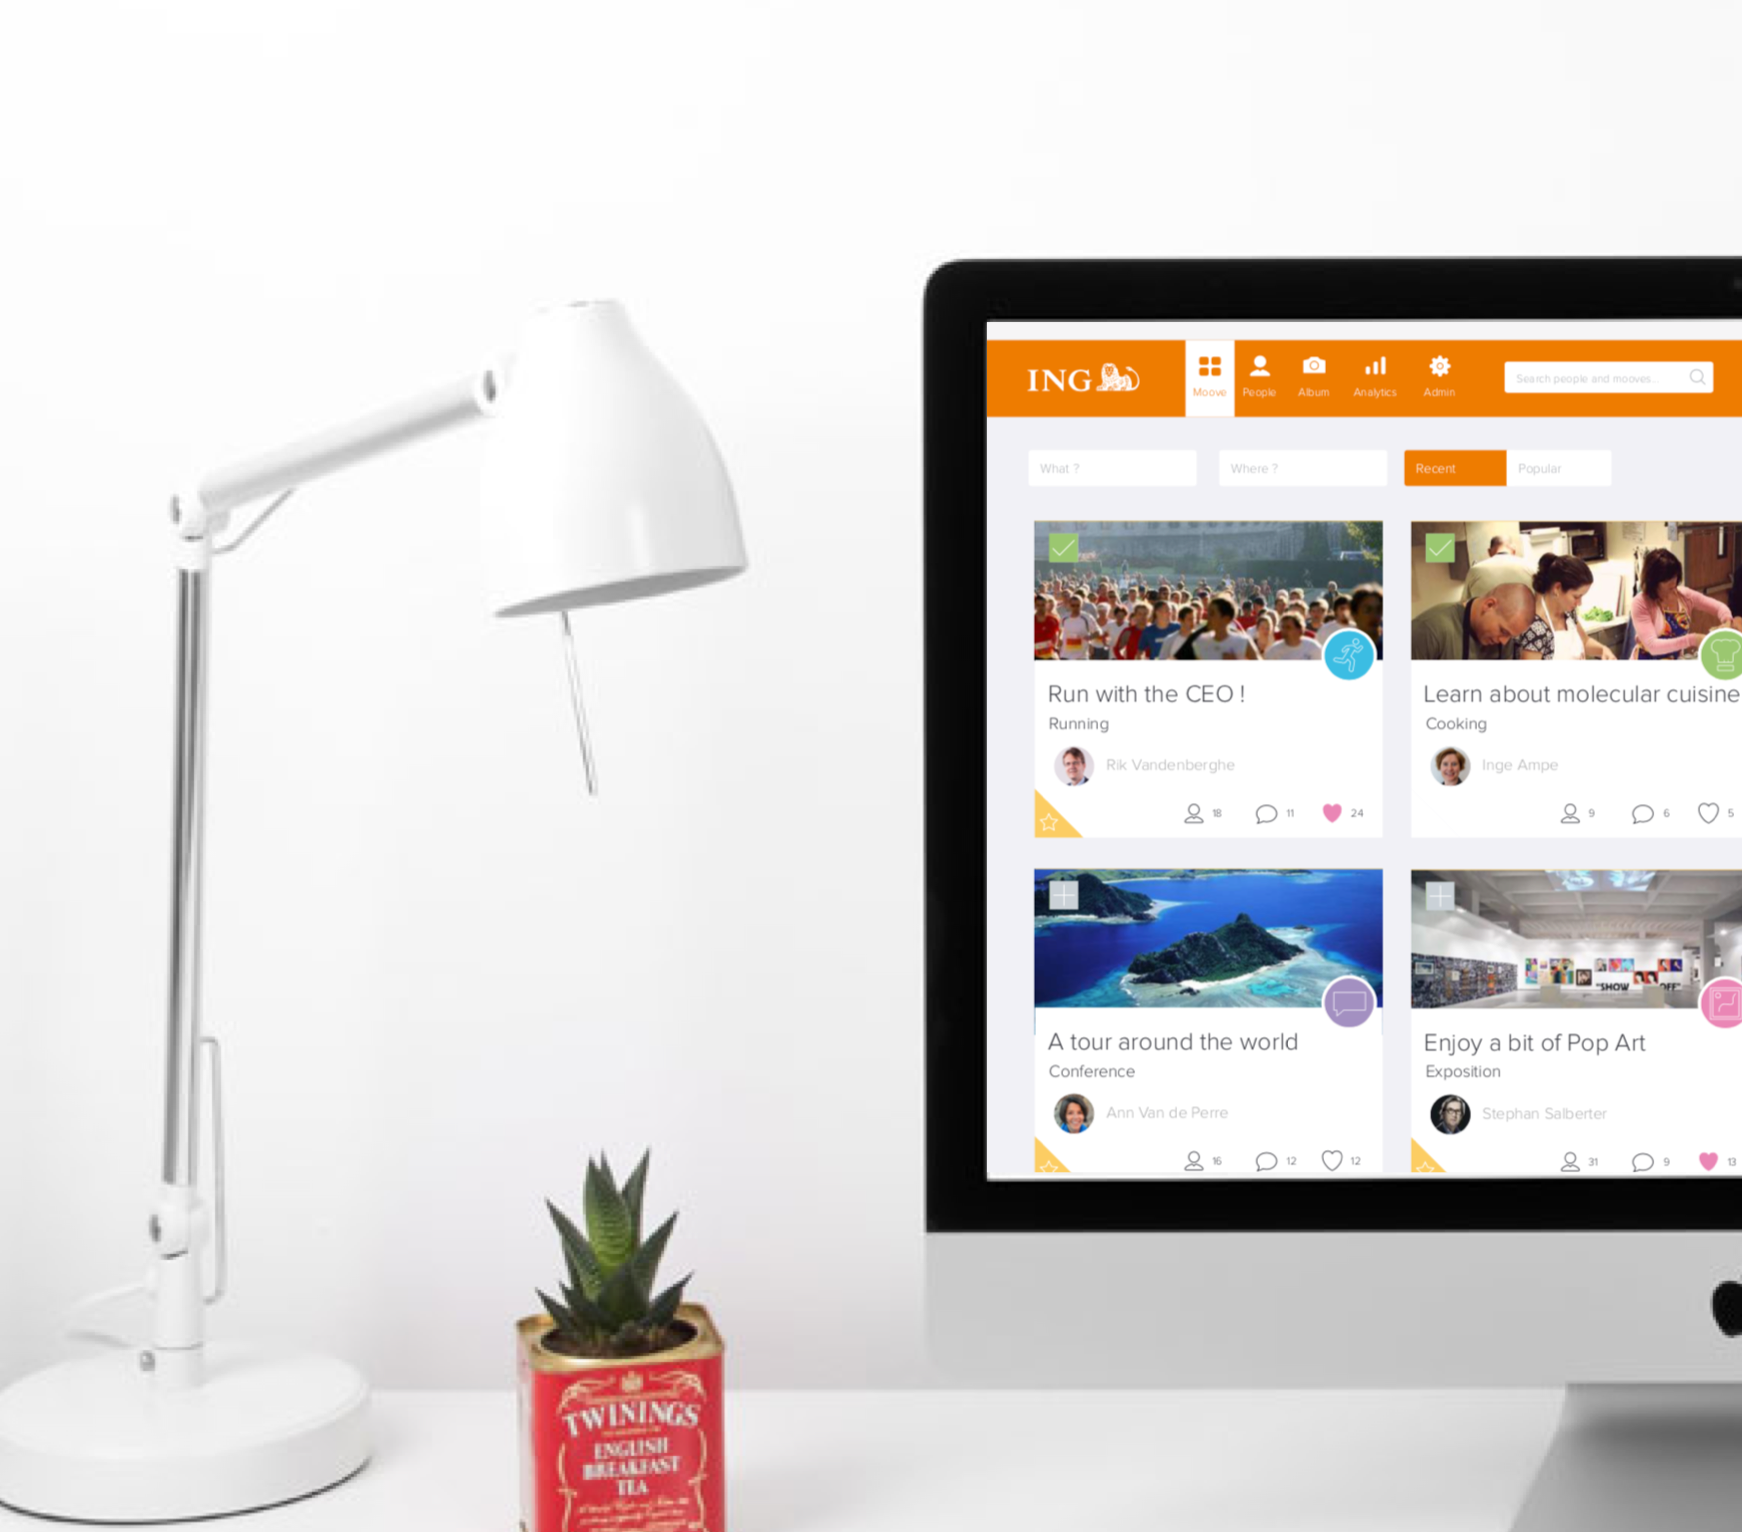 ING
Moove
People
Album
Analytics
Admin
Search people and mooves...
What ?
Where ?
Recent
Popular
Run with the CEO !
Running
Rik Vandenberghe
18
11
24
Learn about molecular cuisine
Cooking
Inge Ampe
9
6
5
A tour around the world
Conference
Ann Van de Perre
16
12
12
"SHOW OFF"
Enjoy a bit of Pop Art
Exposition
Stephan Salberter
31
9
13
TWININGS
ENGLISH
BREAKFAST
TEA